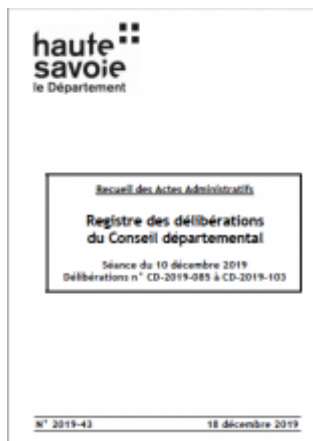 haute
savoie
le Département
Recueil des Actes Administratifs
Registre des délibérations
du Conseil départemental
Séance du 10 décembre 2019
Délibérations n° CD-2019-085 à CD-2019-103
N° 2019-43 18 décembre 2019